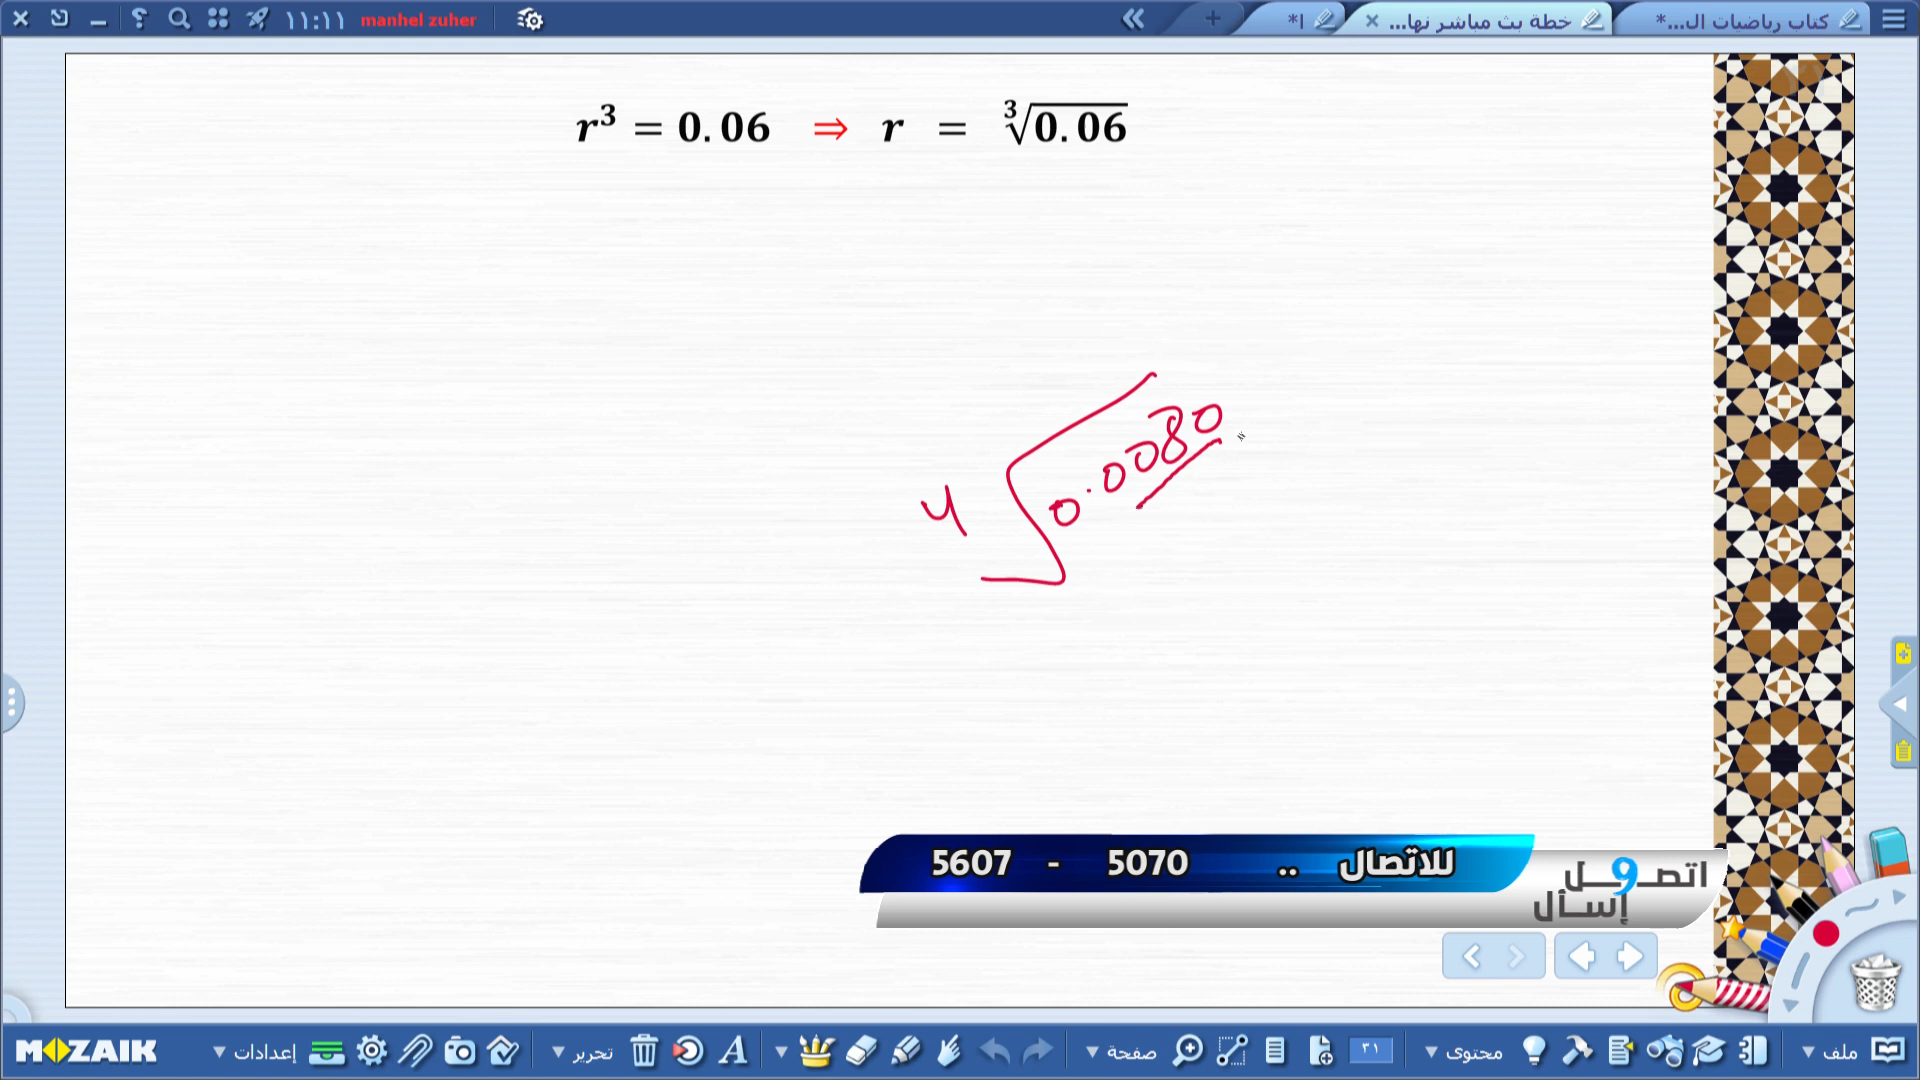 ١١:١١ manhel zuher
ا*
خطة بث مباشر نها...
كتاب رياضيات ال...*
r³ = 0.06 ⇒ r = ∛0.06
4√0.0080
للاتصال .. 5070 - 5607
اتصل و إسأل
MOZAIK
إعدادات
تحرير
صفحة
٣١
محتوى
ملف